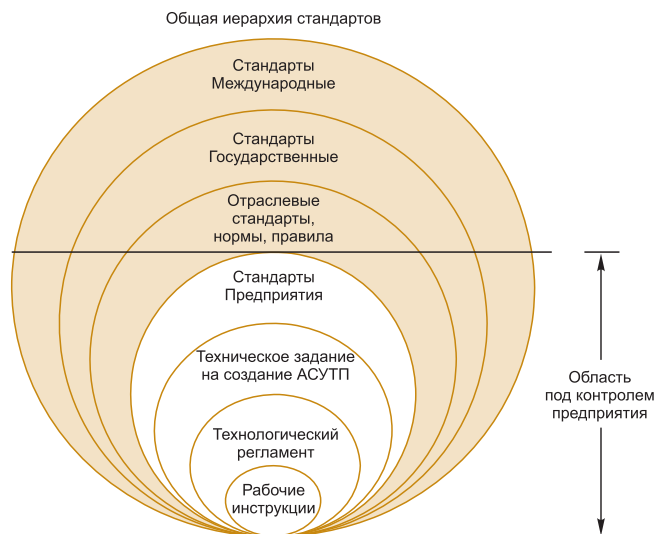 Общая иерархия стандартов
Стандарты
Международные
Стандарты
Государственные
Отраслевые
стандарты,
нормы, правила
Стандарты
Предприятия
Техническое задание
на создание АСУТП
Технологический
регламент
Рабочие
инструкции
Область
под контролем
предприятия